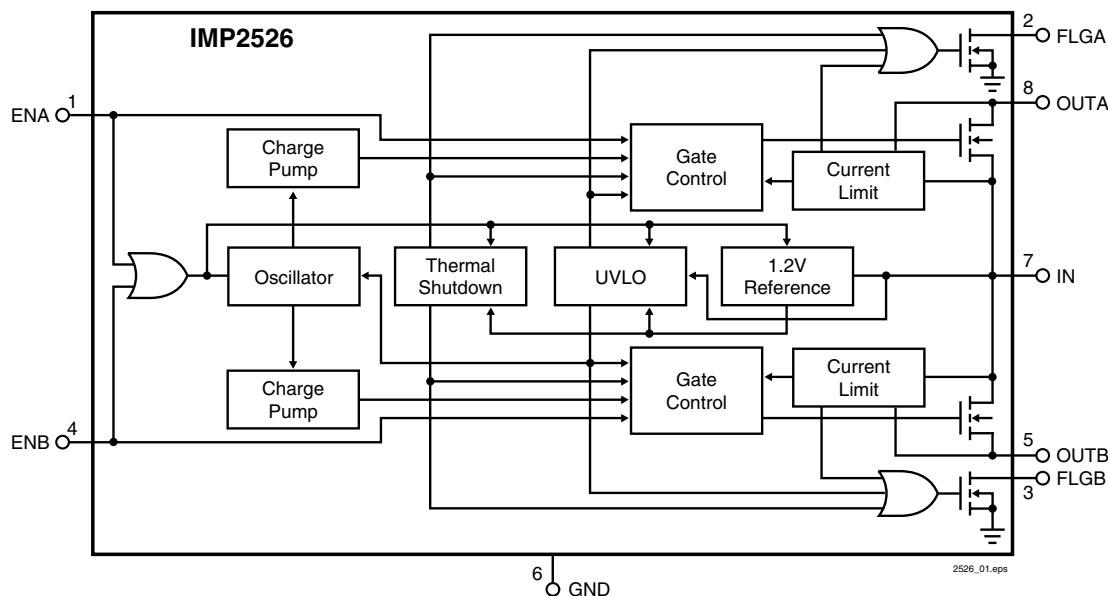 IMP2526
2
FLGA
ENA
1
8
OUTA
Charge
Pump
Gate
Control
Current
Limit
Oscillator
Thermal
Shutdown
UVLO
1.2V
Reference
7
IN
Charge
Pump
Gate
Control
Current
Limit
ENB
4
5
OUTB
FLGB
3
2526_01.eps
6
GND